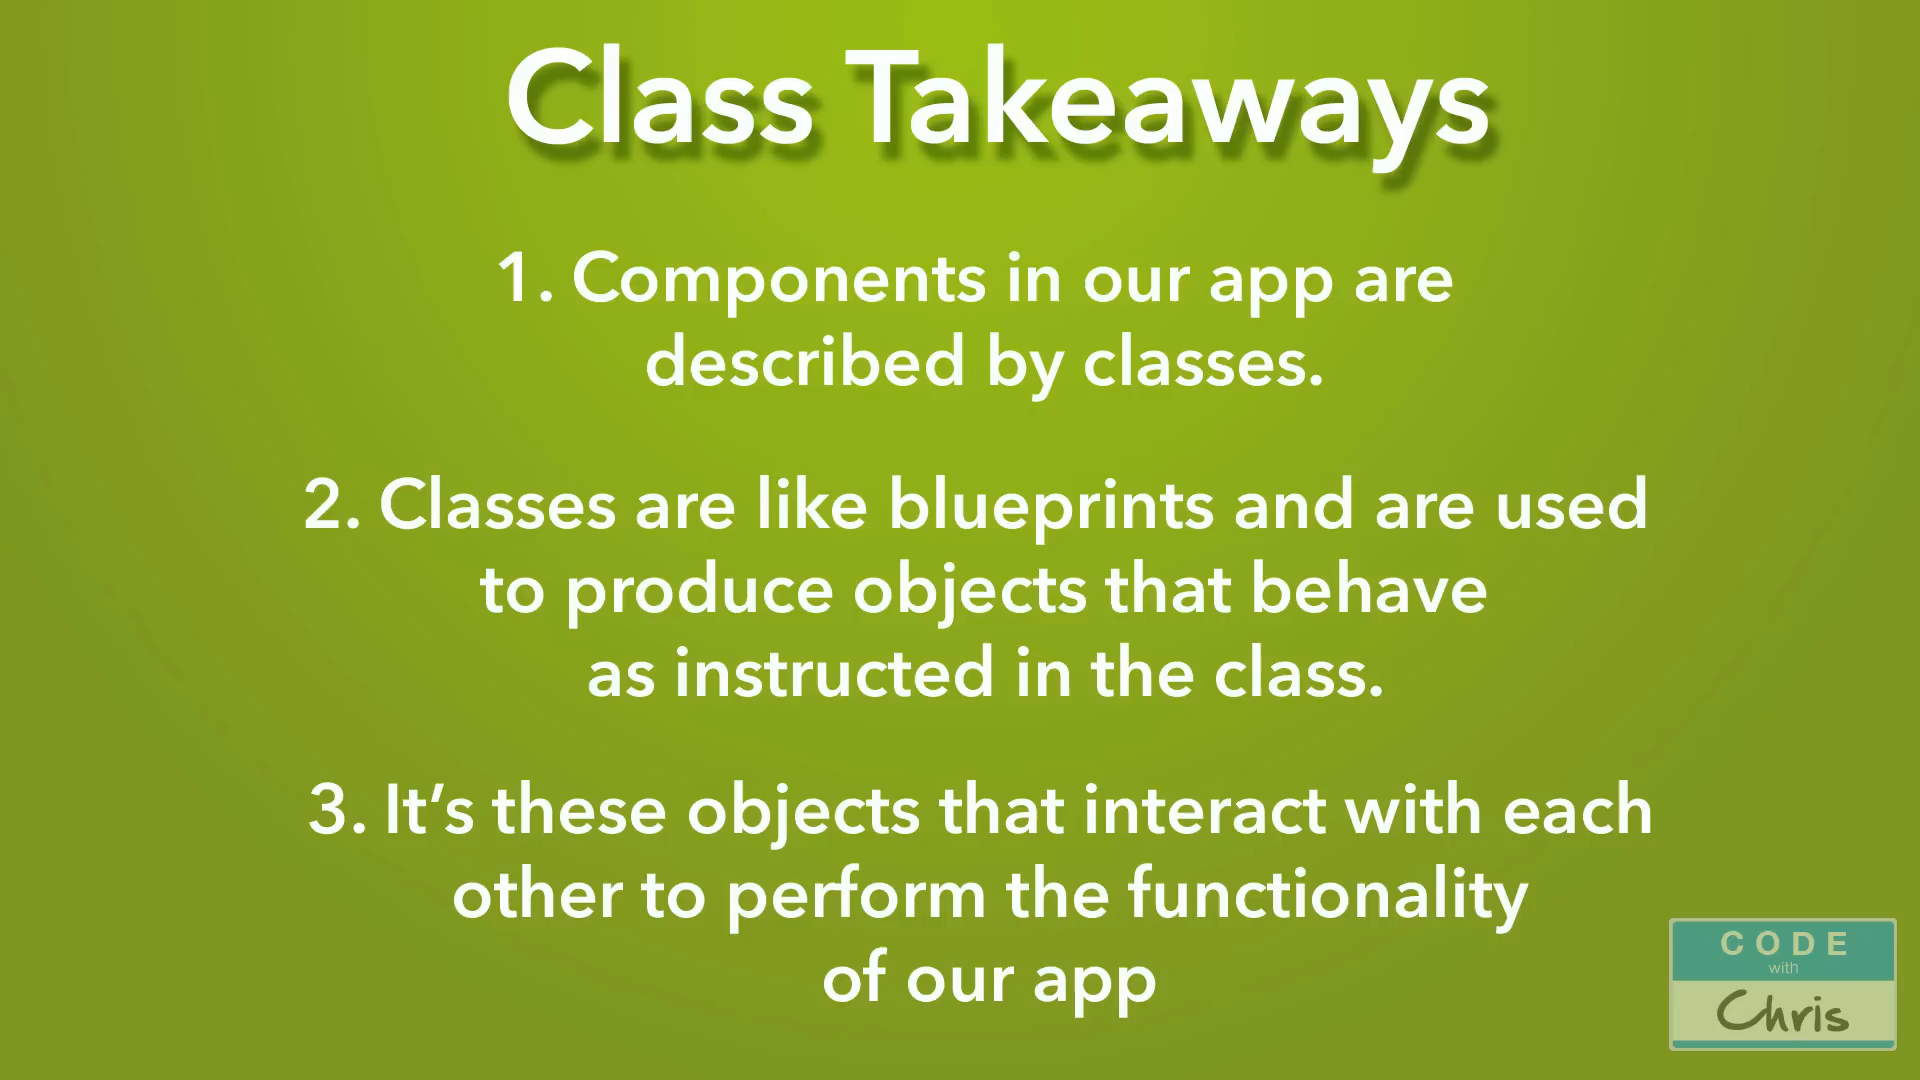 Class Takeaways
1. Components in our app are
described by classes.
2. Classes are like blueprints and are used
to produce objects that behave
as instructed in the class.
3. It’s these objects that interact with each
other to perform the functionality
of our app
CODE
with
Chris